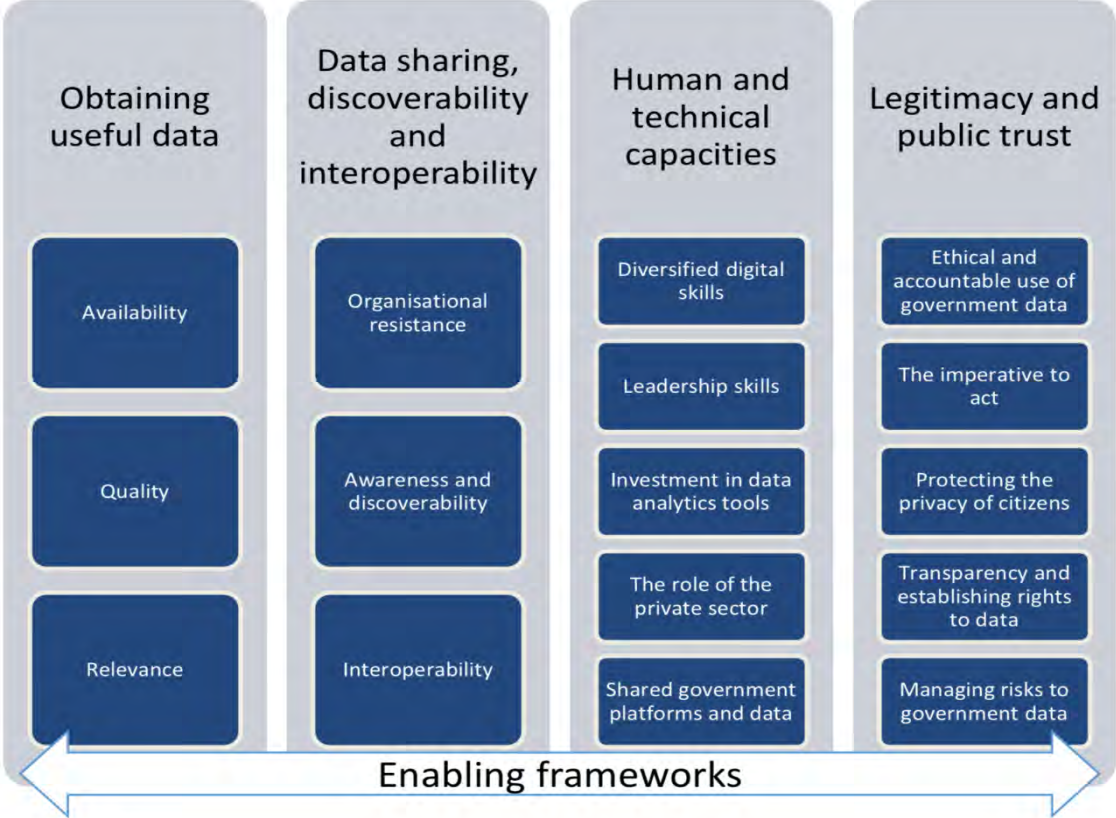 Obtaining
useful data
Availability
Quality
Relevance
Data sharing,
discoverability
and
interoperability
Organisational
resistance
Awareness and
discoverability
Interoperability
Human and
technical
capacities
Diversified digital
skills
Leadership skills
Investment in data
analytics tools
The role of the
private sector
Shared government
platforms and data
Legitimacy and
public trust
Ethical and
accountable use of
government data
The imperative to
act
Protecting the
privacy of citizens
Transparency and
establishing rights
to data
Managing risks to
government data
Enabling frameworks